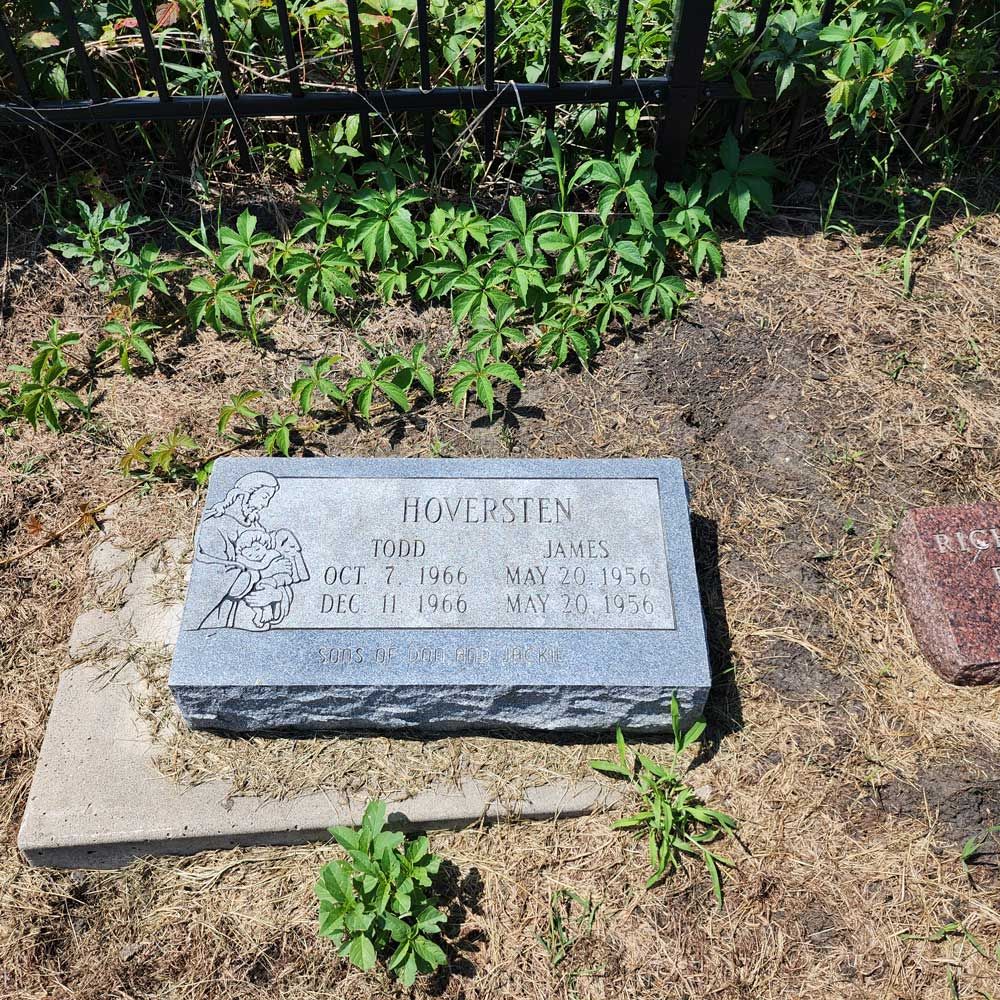 HOVERSTEN
TODD JAMES
OCT. 7, 1966 MAY 20, 1956
DEC. 11, 1966 MAY 20, 1956
SONS OF DON AND JACKIE
RIC